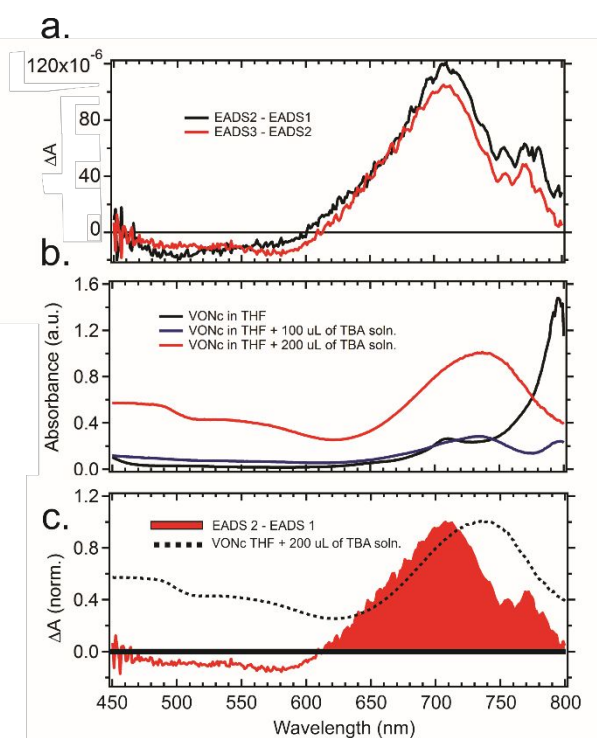 a.
120x10-6
80
40
0
ΔA
EADS2 - EADS1
EADS3 - EADS2
b.
1.6
1.2
0.8
0.4
0.0
Absorbance (a.u.)
VONc in THF
VONc in THF + 100 uL of TBA soln.
VONc in THF + 200 uL of TBA soln.
c.
1.2
0.8
0.4
0.0
ΔA (norm.)
EADS 2 - EADS 1
VONc THF + 200 uL of TBA soln.
450 500 550 600 650 700 750 800
Wavelength (nm)